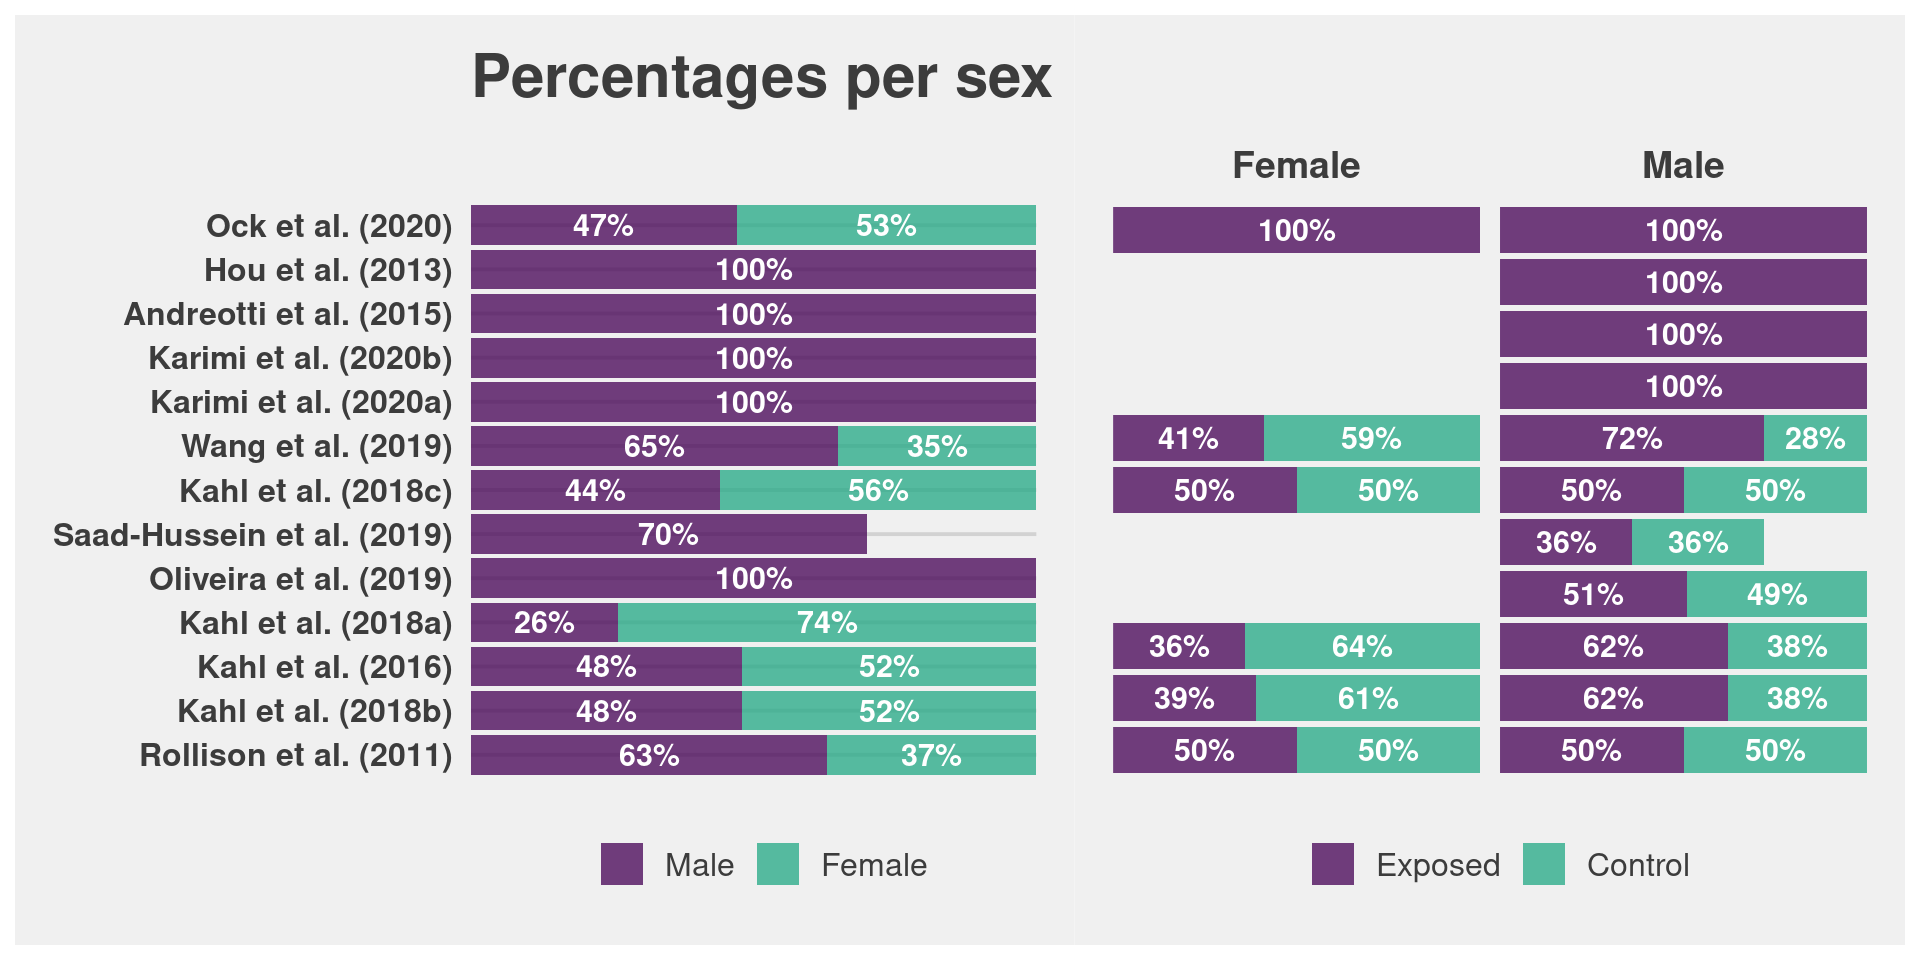 Percentages per sex
Female Male
Ock et al. (2020) 47% 53% 100% 100%
Hou et al. (2013) 100% 100%
Andreotti et al. (2015) 100% 100%
Karimi et al. (2020b) 100% 100%
Karimi et al. (2020a) 100%
Wang et al. (2019) 65% 35% 41% 59% 72% 28%
Kahl et al. (2018c) 44% 56% 50% 50% 50% 50%
Saad-Hussein et al. (2019) 70% 36% 36%
Oliveira et al. (2019) 100% 51% 49%
Kahl et al. (2018a) 26% 74% 36% 64% 62% 38%
Kahl et al. (2016) 48% 52% 39% 61% 62% 38%
Kahl et al. (2018b) 48% 52% 50% 50% 50% 50%
Rollison et al. (2011) 63% 37%
Male Female Exposed Control